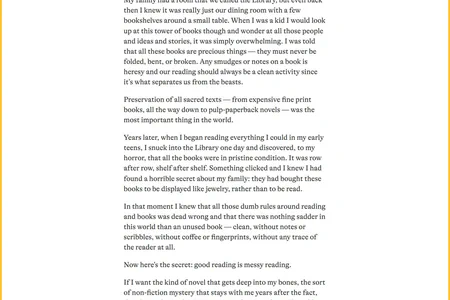 My family had a room that we called the Library, but even back
then I knew it was really just our dining room with a few
bookshelves around a small table. When I was a kid I would look
up at this tower of books though and wonder at all those people
and ideas and stories, it was simply overwhelming. I was told
that all these books are precious things — they must never be
folded, bent, or broken. Any smudges or notes on a book is
heresy and our reading should always be a clean activity since
it's what separates us from the beasts.
Preservation of all sacred texts — from expensive fine print
books, all the way down to pulp-paperback novels — was the
most important thing in the world.
Years later, when I began reading everything I could in my early
teens, I snuck into the Library one day and discovered, to my
horror, that all the books were in pristine condition. It was row
after row, shelf after shelf. Something clicked and I knew I had
found a horrible secret about my family: they had bought these
books to be displayed like jewelry, rather than to be read.
In that moment I knew that all those dumb rules around reading
and books was dead wrong and that there was nothing sadder in
this world than an unused book — clean, without notes or
scribbles, without coffee or fingerprints, without any trace of
the reader at all.
Now here's the secret: good reading is messy reading.
If I want the kind of novel that gets deep into my bones, the sort
of non-fiction mystery that stays with me years after the fact,